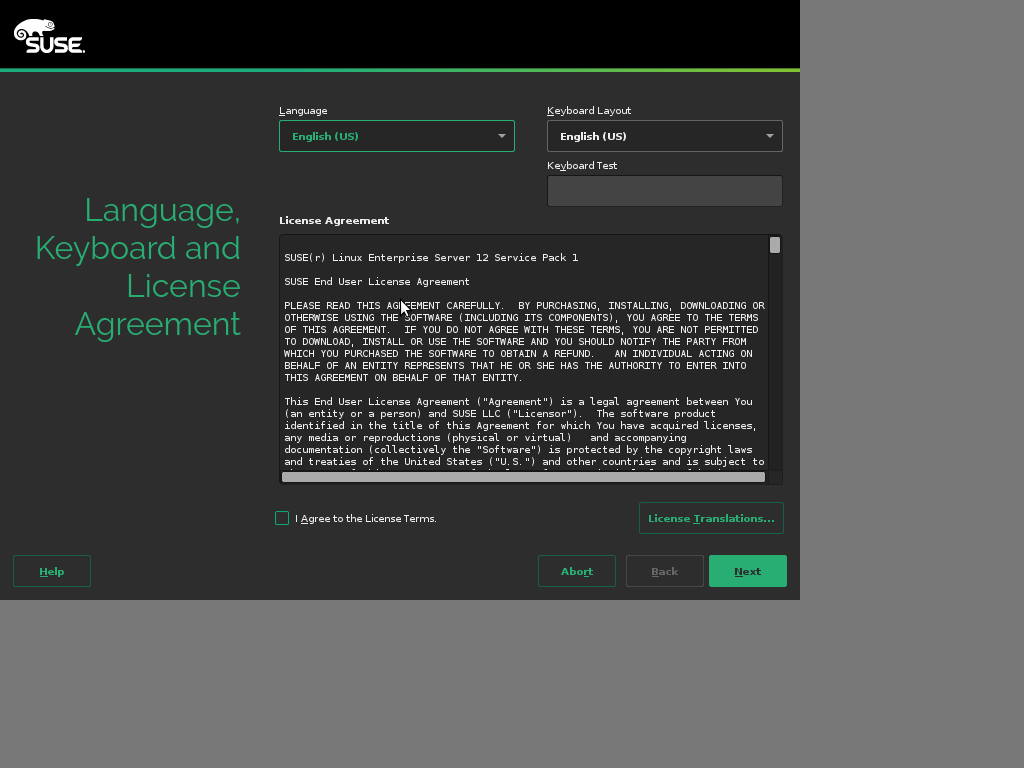 SUSE.
Language
Keyboard Layout
English (US)
English (US)
Keyboard Test
Language,
Keyboard and
License
Agreement
License Agreement
SUSE(r) Linux Enterprise Server 12 Service Pack 1
SUSE End User License Agreement
PLEASE READ THIS AGREEMENT CAREFULLY.  BY PURCHASING, INSTALLING, DOWNLOADING OR
OTHERWISE USING THE SOFTWARE (INCLUDING ITS COMPONENTS), YOU AGREE TO THE TERMS
OF THIS AGREEMENT.  IF YOU DO NOT AGREE WITH THESE TERMS, YOU ARE NOT PERMITTED
TO DOWNLOAD, INSTALL OR USE THE SOFTWARE AND YOU SHOULD NOTIFY THE PARTY FROM
WHICH YOU PURCHASED THE SOFTWARE TO OBTAIN A REFUND.   AN INDIVIDUAL ACTING ON
BEHALF OF AN ENTITY REPRESENTS THAT HE OR SHE HAS THE AUTHORITY TO ENTER INTO
THIS AGREEMENT ON BEHALF OF THAT ENTITY.
This End User License Agreement ("Agreement") is a legal agreement between You
(an entity or a person) and SUSE LLC ("Licensor").  The software product
identified in the title of this Agreement for which You have acquired licenses,
any media or reproductions (physical or virtual)   and accompanying
documentation (collectively the "Software") is protected by the copyright laws
and treaties of the United States ("U.S.") and other countries and is subject to
I Agree to the License Terms.
License Translations...
Help
Abort
Back
Next